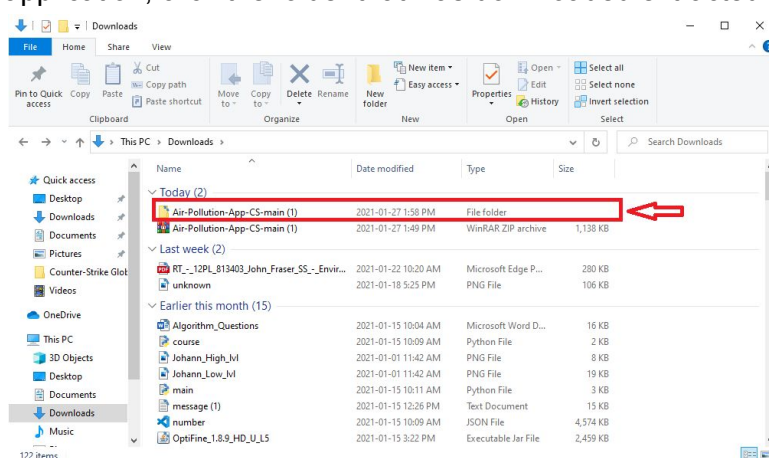 Downloads
File Home Share View
Pin to Quick access
Copy
Paste
Cut
Copy path
Paste shortcut
Clipboard
Move to
Copy to
Delete
Rename
Organize
New folder
New item
Easy access
New
Properties
Open
Edit
History
Open
Select all
Select none
Invert selection
Select
This PC > Downloads >
Search Downloads
Quick access
Desktop
Downloads
Documents
Pictures
Counter-Strike Glob
Videos
OneDrive
This PC
3D Objects
Desktop
Documents
Downloads
Music
122 items
Name Date modified Type Size
Today (2)
Air-Pollution-App-CS-main (1) 2021-01-27 1:58 PM File folder
Air-Pollution-App-CS-main (1) 2021-01-27 1:49 PM WinRAR ZIP archive 1,138 KB
Last week (2)
RT_-_12PL_813403_John_Fraser_SS_-_Envir... 2021-01-22 10:20 AM Microsoft Edge P... 280 KB
unknown 2021-01-18 5:25 PM PNG File 106 KB
Earlier this month (15)
Algorithm_Questions 2021-01-15 10:04 AM Microsoft Word D... 16 KB
course 2021-01-15 10:09 AM Python File 2 KB
Johann_High_lvl 2021-01-01 11:42 AM PNG File 8 KB
Johann_Low_lvl 2021-01-01 11:42 AM PNG File 19 KB
main 2021-01-15 10:11 AM Python File 3 KB
message (1) 2021-01-15 12:26 PM Text Document 15 KB
number 2021-01-15 10:09 AM JSON File 4,574 KB
OptiFine_1.8.9_HD_U_L5 2021-01-15 3:22 PM Executable Jar File 2,459 KB